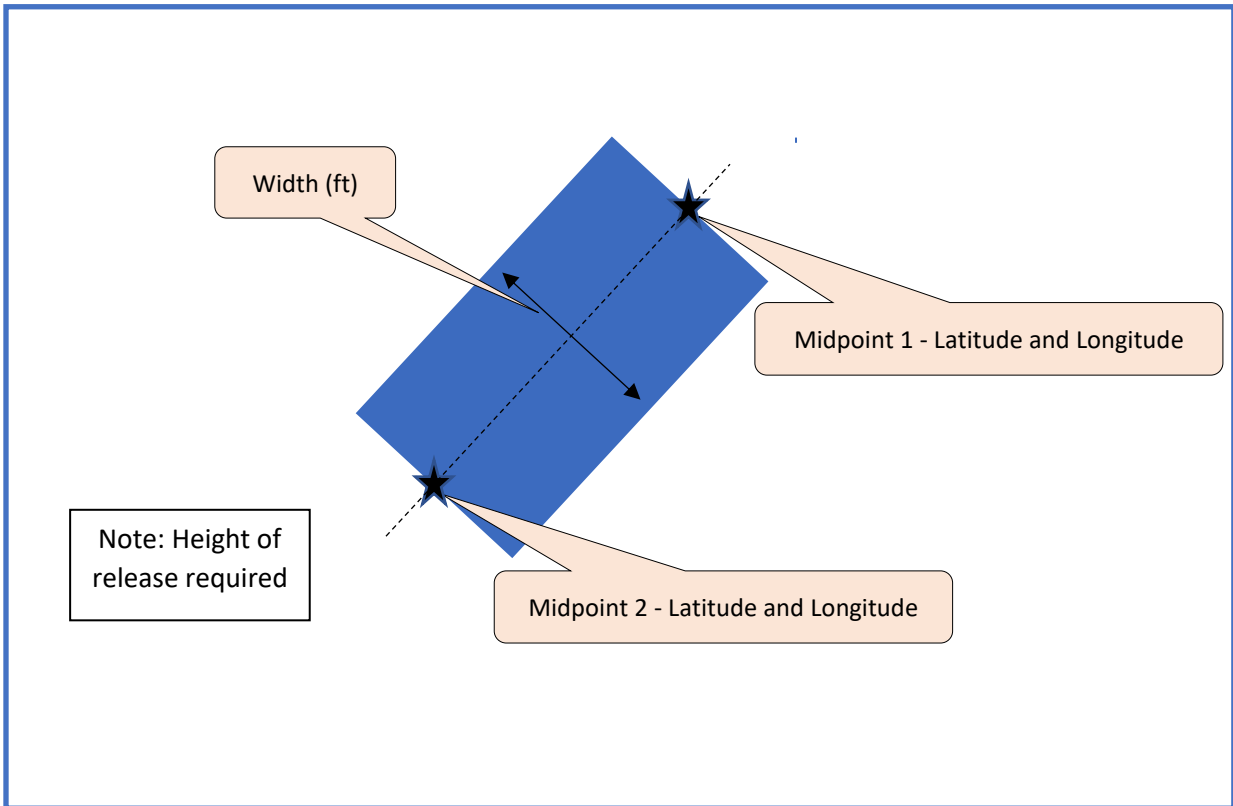 Width (ft)
Midpoint 1 - Latitude and Longitude
Note: Height of
release required
Midpoint 2 - Latitude and Longitude